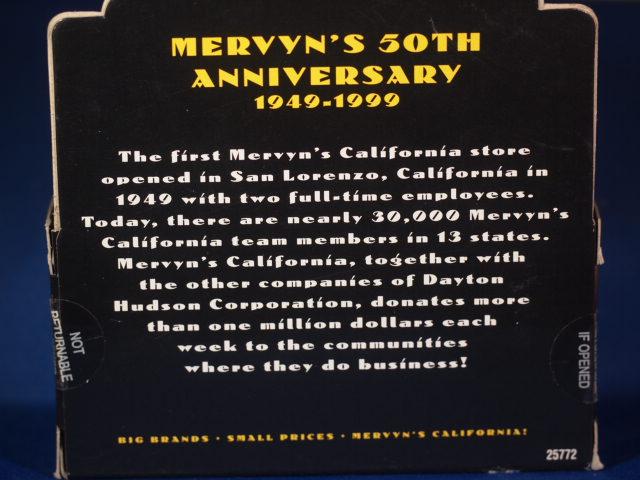 MERVYN'S 50TH
ANNIVERSARY
1949-1999
The first Mervyn's California store
opened in San Lorenzo, California in
1949 with two full-time employees.
Today, there are nearly 30,000 Mervyn's
California team members in 13 states.
Mervyn's California, together with
the other companies of Dayton
Hudson Corporation, donates more
than one million dollars each
week to the communities
where they do business!
NOT
RETURNABLE
IF OPENED
BIG BRANDS · SMALL PRICES · MERVYN'S CALIFORNIA!
25772